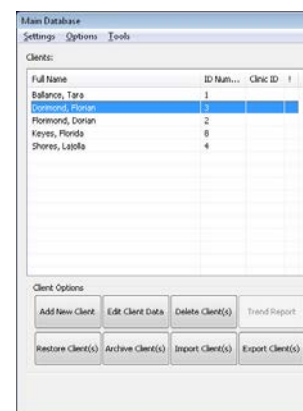 Main Database
Settings Options Tools
Clients:
Full Name ID Num... Clinic ID !
Ballance, Tara 1
Dorimond, Florian 3
Florimond, Dorian 2
Keyes, Florida 8
Shores, Lajolla 4
Client Options
Add New Client Edit Client Data Delete Client(s) Trend Report
Restore Client(s) Archive Client(s) Import Client(s) Export Client(s)